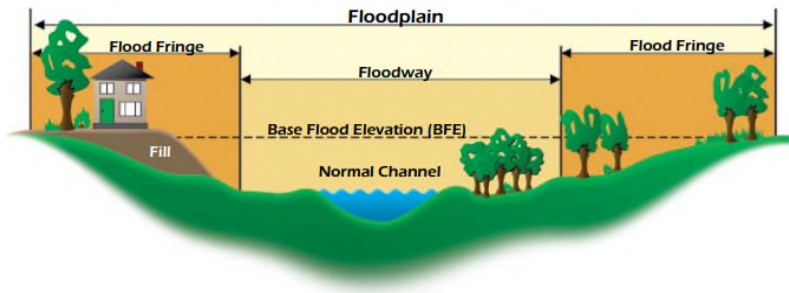 Floodplain
Flood Fringe
Flood Fringe
Floodway
Base Flood Elevation (BFE)
Fill
Normal Channel